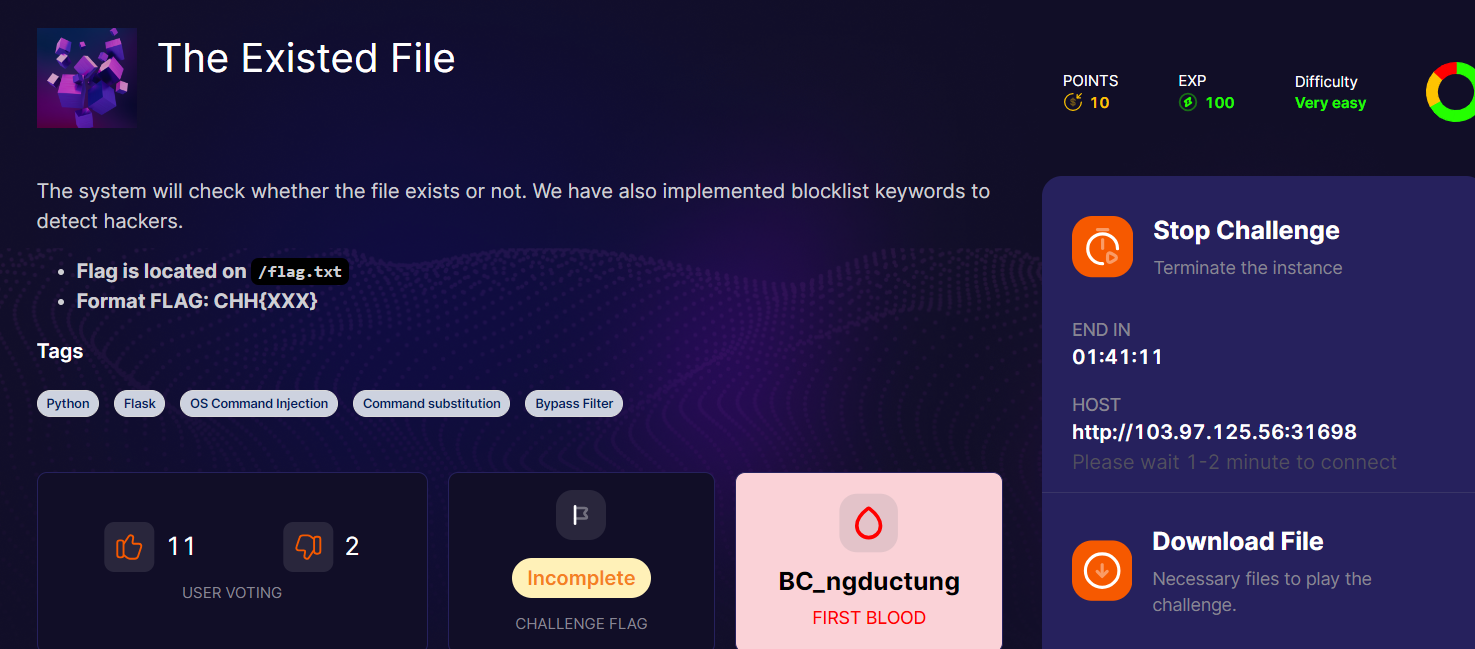 The Existed File
POINTS
10
EXP
100
Difficulty
Very easy
The system will check whether the file exists or not. We have also implemented blocklist keywords to
detect hackers.
• Flag is located on /flag.txt
• Format FLAG: CHH{XXX}
Tags
Python
Flask
OS Command Injection
Command substitution
Bypass Filter
11
2
USER VOTING
Incomplete
CHALLENGE FLAG
BC_ngductung
FIRST BLOOD
Stop Challenge
Terminate the instance
END IN
01:41:11
HOST
http://103.97.125.56:31698
Please wait 1-2 minute to connect
Download File
Necessary files to play the
challenge.